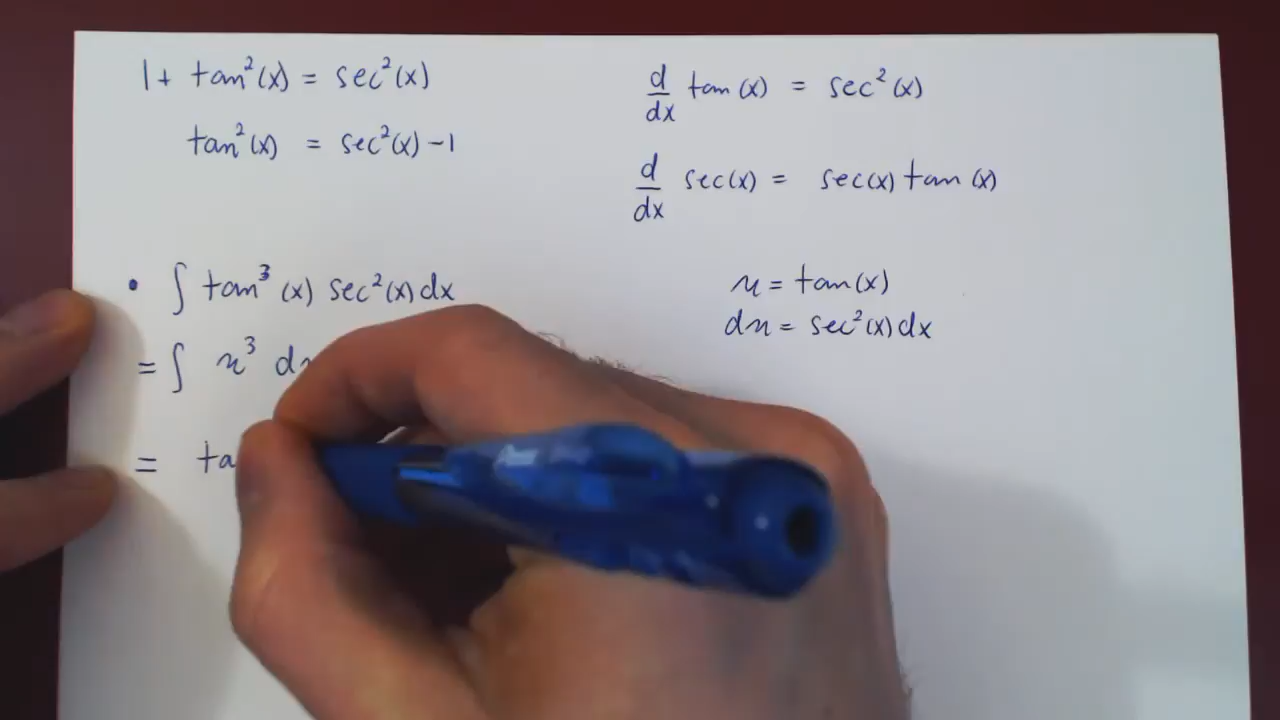 1 + tan²(x) = sec²(x)
tan²(x) = sec²(x) - 1
d/dx tan(x) = sec²(x)
d/dx sec(x) = sec(x) tan(x)
• ∫ tan³(x) sec²(x) dx
u = tan(x)
du = sec²(x) dx
= ∫ u³ du
= ta